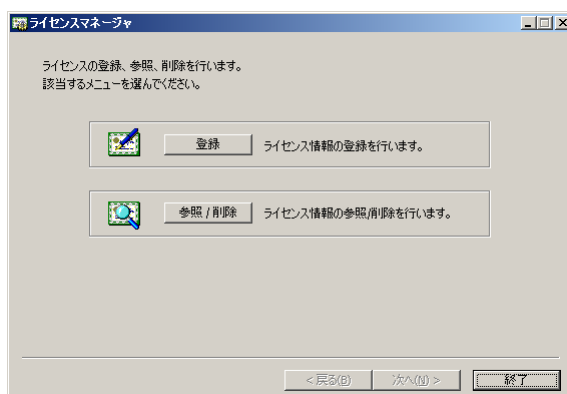 ライセンスマネージャ
ライセンスの登録、参照、削除を行います。
該当するメニューを選んでください。
登録 ライセンス情報の登録を行います。
参照 / 削除 ライセンス情報の参照/削除を行います。
< 戻る(B) 次へ(N) > 終了